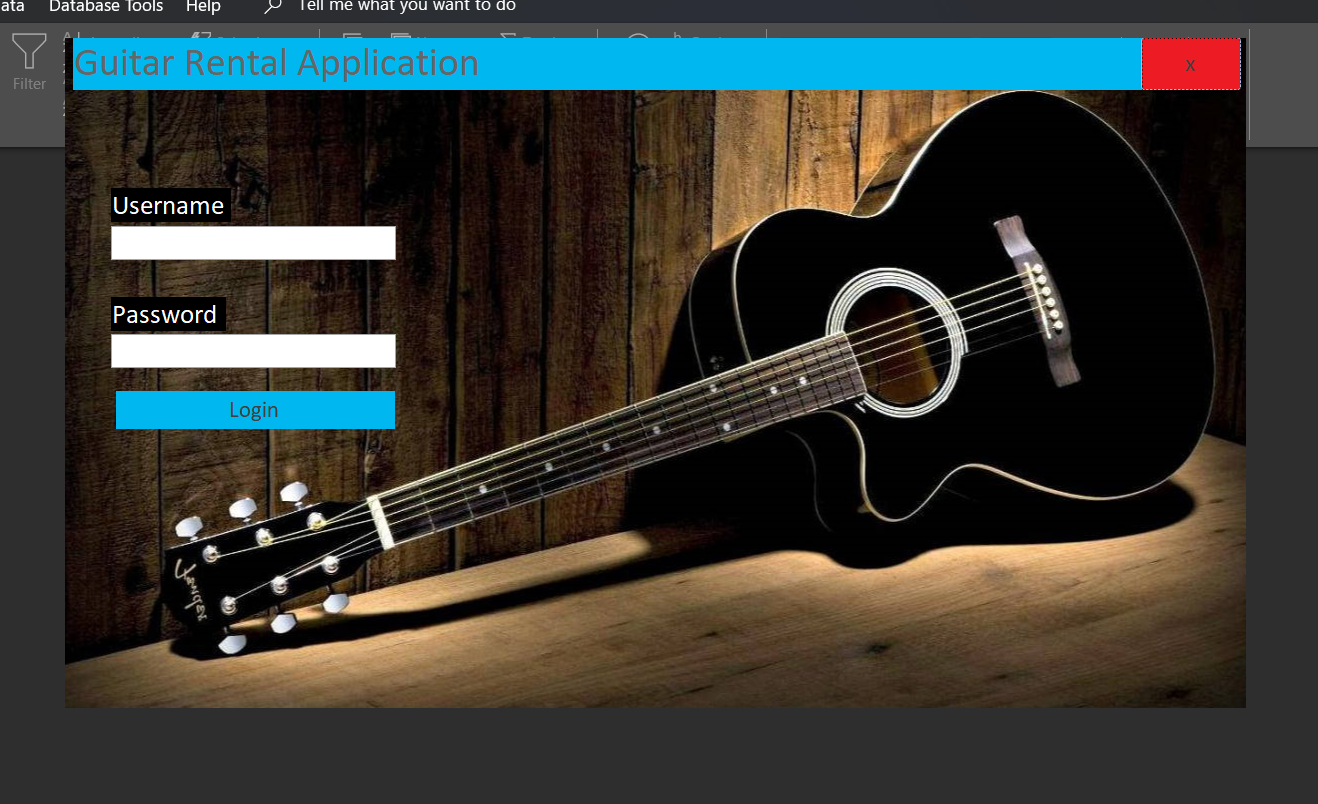 ata Database Tools Help Tell me what you want to do
Filter
Guitar Rental Application x
Username
Password
Login